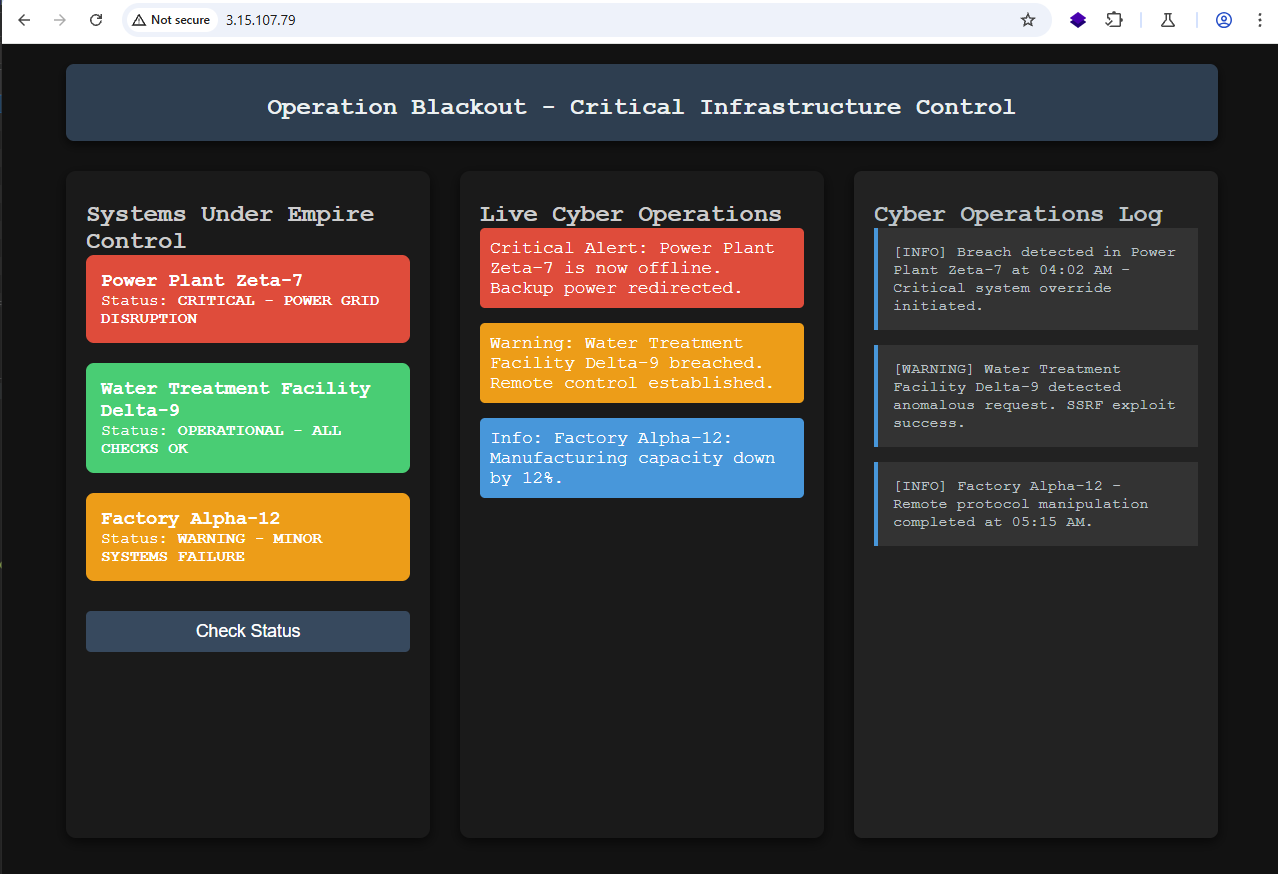 Not secure
3.15.107.79
Operation Blackout - Critical Infrastructure Control
Systems Under Empire
Control
Power Plant Zeta-7
Status: CRITICAL - POWER GRID
DISRUPTION
Water Treatment Facility
Delta-9
Status: OPERATIONAL - ALL
CHECKS OK
Factory Alpha-12
Status: WARNING - MINOR
SYSTEMS FAILURE
Check Status
Live Cyber Operations
Critical Alert: Power Plant
Zeta-7 is now offline.
Backup power redirected.
Warning: Water Treatment
Facility Delta-9 breached.
Remote control established.
Info: Factory Alpha-12:
Manufacturing capacity down
by 12%.
Cyber Operations Log
[INFO] Breach detected in Power
Plant Zeta-7 at 04:02 AM -
Critical system override
initiated.
[WARNING] Water Treatment
Facility Delta-9 detected
anomalous request. SSRF exploit
success.
[INFO] Factory Alpha-12 -
Remote protocol manipulation
completed at 05:15 AM.